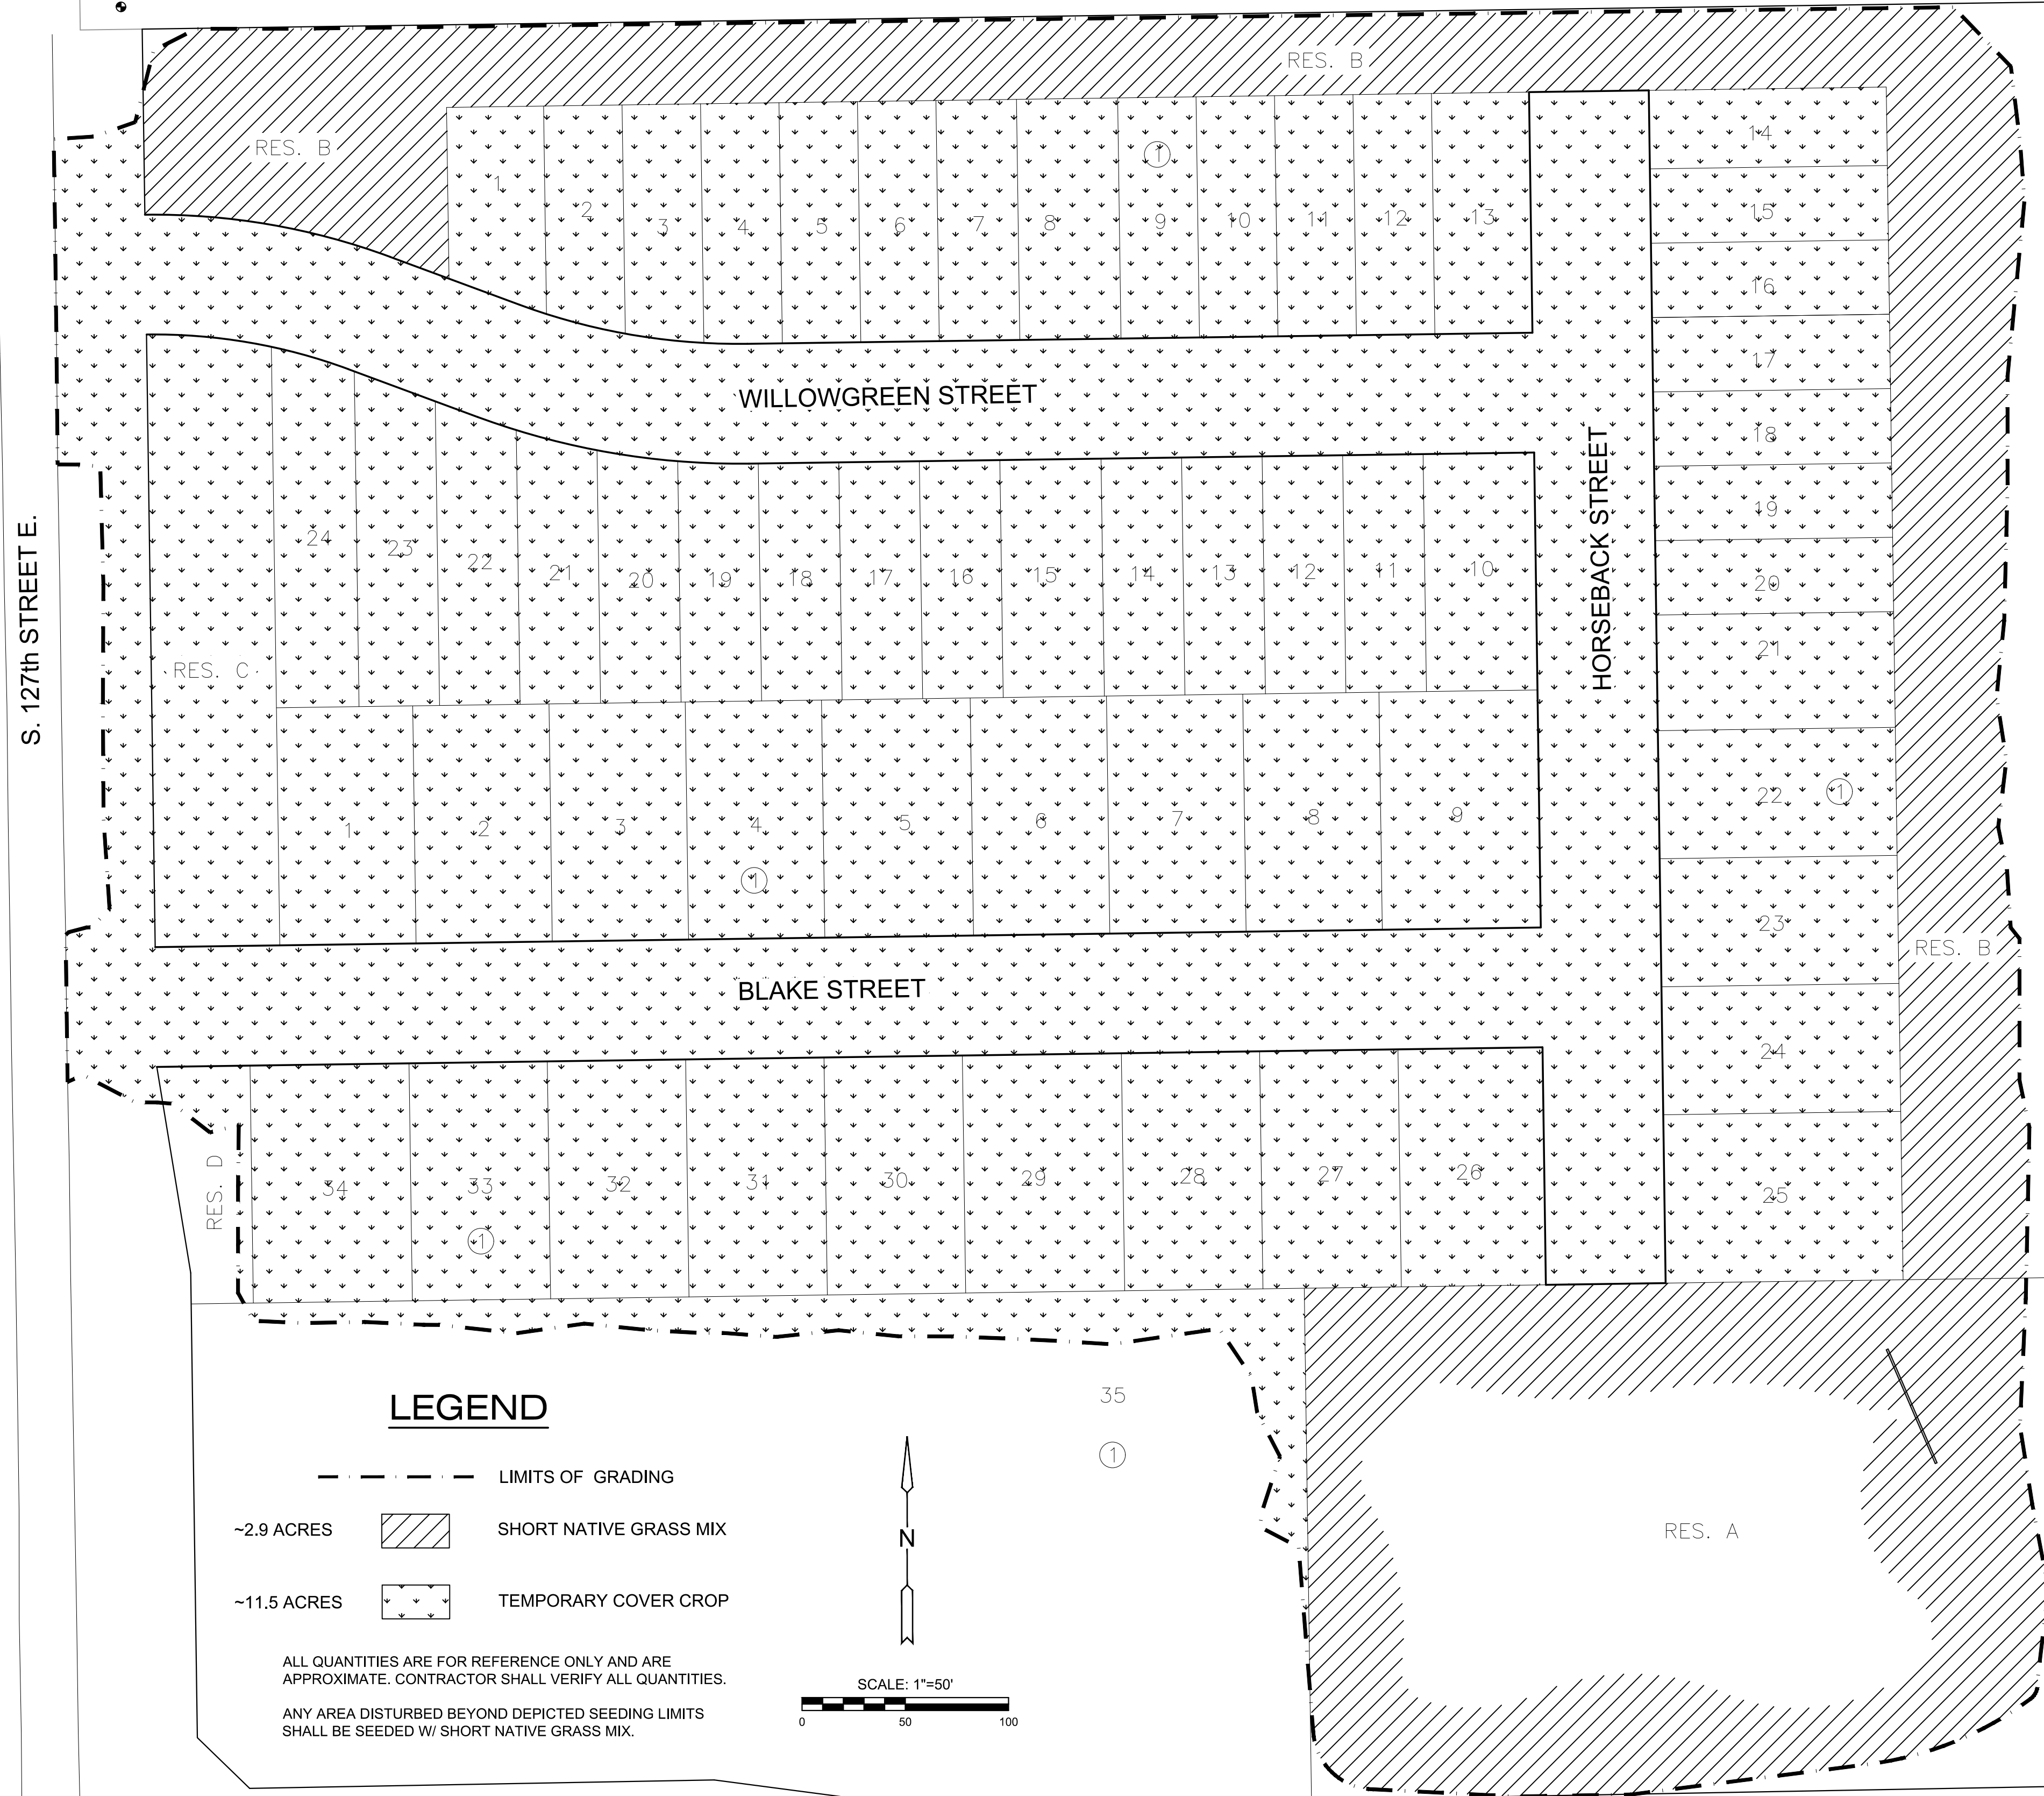 RES. B
RES. B
1
1 2 3 4 5 6 7 8 9 10 11 12 13
14
15
16
17
18
19
20
21
22 1
23
24
25
WILLOWGREEN STREET
HORSEBACK STREET
S. 127th STREET E.
24 23 22 21 20 19 18 17 16 15 14 13 12 11 10
RES. C
1 2 3 4 5 6 7 8 9
1
RES. B
BLAKE STREET
RES. D
34 33 32 31 30 29 28 27 26
1
35
1
RES. A
LEGEND
LIMITS OF GRADING
~2.9 ACRES SHORT NATIVE GRASS MIX
~11.5 ACRES TEMPORARY COVER CROP
ALL QUANTITIES ARE FOR REFERENCE ONLY AND ARE
APPROXIMATE. CONTRACTOR SHALL VERIFY ALL QUANTITIES.
ANY AREA DISTURBED BEYOND DEPICTED SEEDING LIMITS
SHALL BE SEEDED W/ SHORT NATIVE GRASS MIX.
N
SCALE: 1"=50'
0 50 100